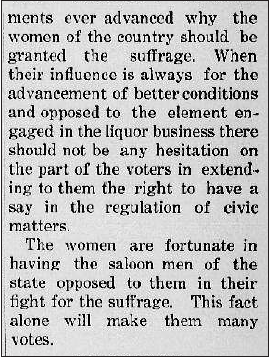 ments ever advanced why the
women of the country should be
granted the suffrage. When
their influence is always for the
advancement of better conditions
and opposed to the element en-
gaged in the liquor business there
should not be any hesitation on
the part of the voters in extend-
ing to them the right to have a
say in the regulation of civic
matters.
The women are fortunate in
having the saloon men of the
state opposed to them in their
fight for the suffrage. This fact
alone will make them many
votes.